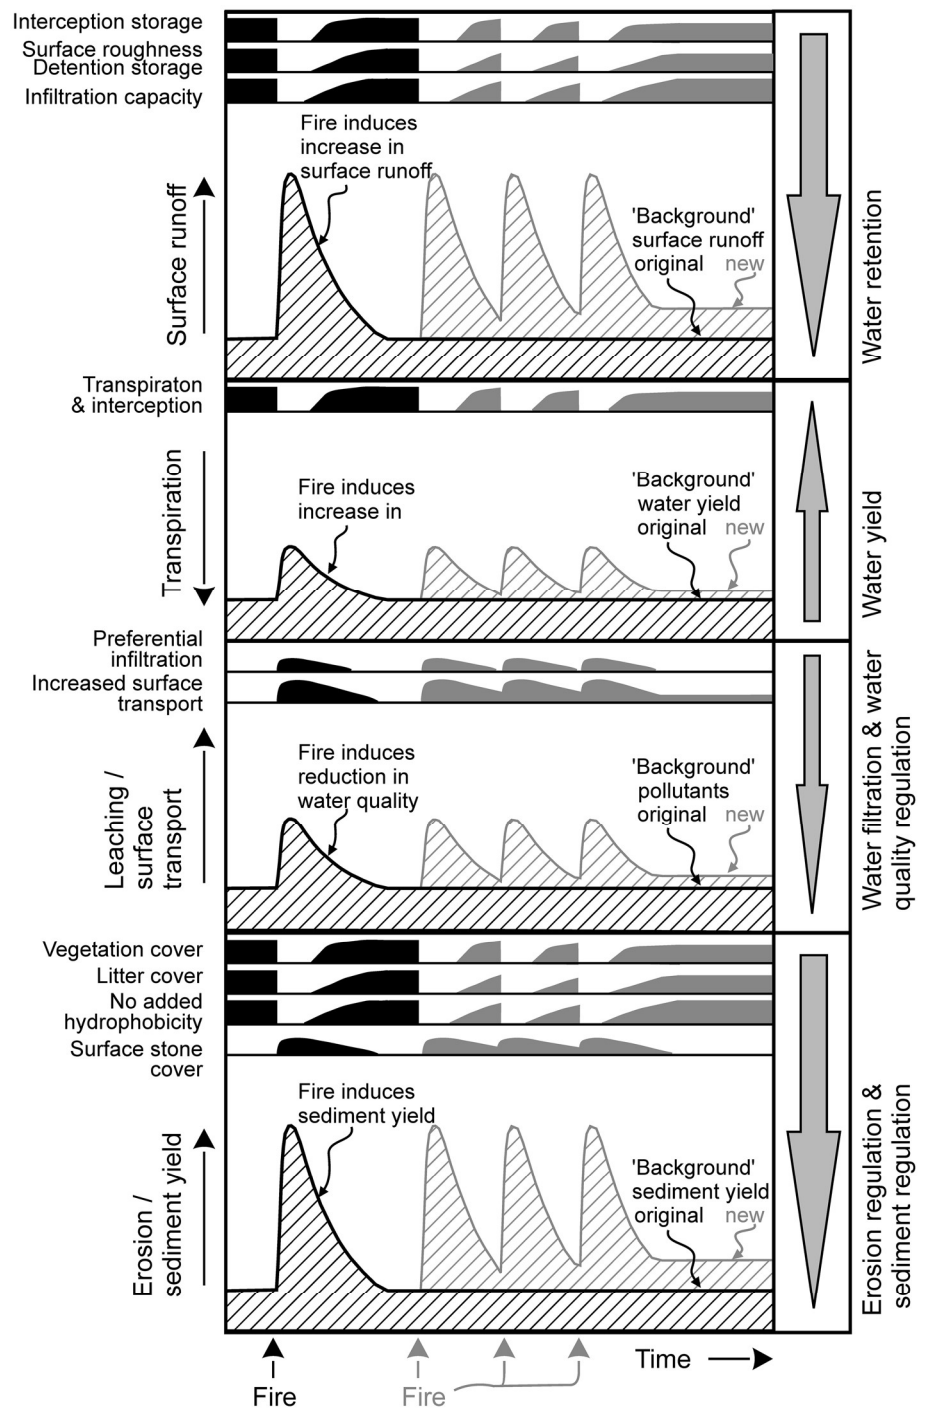 Interception storage
Surface roughness
Detention storage
Infiltration capacity
Fire induces
increase in
surface runoff
Surface runoff
'Background'
surface runoff
original new
Water retention
Transpiraton
& interception
Transpiration
Fire induces
increase in
'Background'
water yield
original new
Water yield
Preferential
infiltration
Increased surface
transport
Leaching /
surface
transport
Fire induces
reduction in
water quality
'Background'
pollutants
original new
Water filtration & water
quality regulation
Vegetation cover
Litter cover
No added
hydrophobicity
Surface stone
cover
Fire induces
sediment yield
Erosion /
sediment yield
'Background'
sediment yield
original new
Erosion regulation &
sediment regulation
Fire
Fire
Time